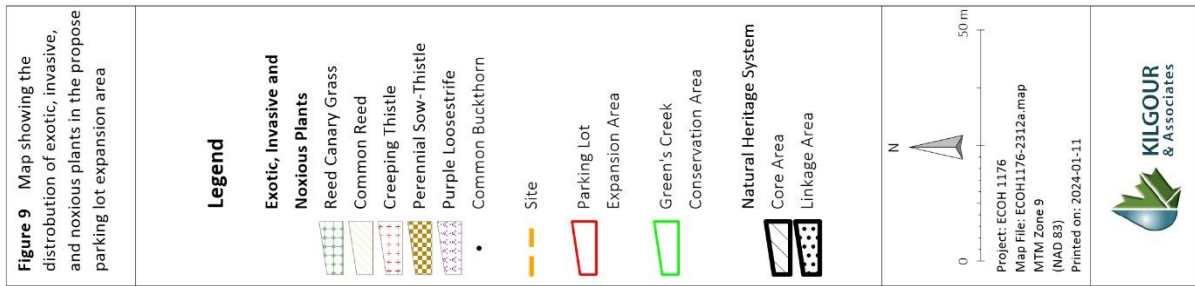 Figure 9 Map showing the
distrobution of exotic, invasive,
and noxious plants in the propose
parking lot expansion area
Legend
Exotic, Invasive and
Noxious Plants
Reed Canary Grass
Common Reed
Creeping Thistle
Perennial Sow-Thistle
Purple Loosestrife
Common Buckthorn
Site
Parking Lot
Expansion Area
Green's Creek
Conservation Area
Natural Heritage System
Core Area
Linkage Area
N
0 50 m
Project: ECOH 1176
Map File: ECOH1176-2312a.map
MTM Zone 9
(NAD 83)
Printed on: 2024-01-11
KILGOUR
& Associates